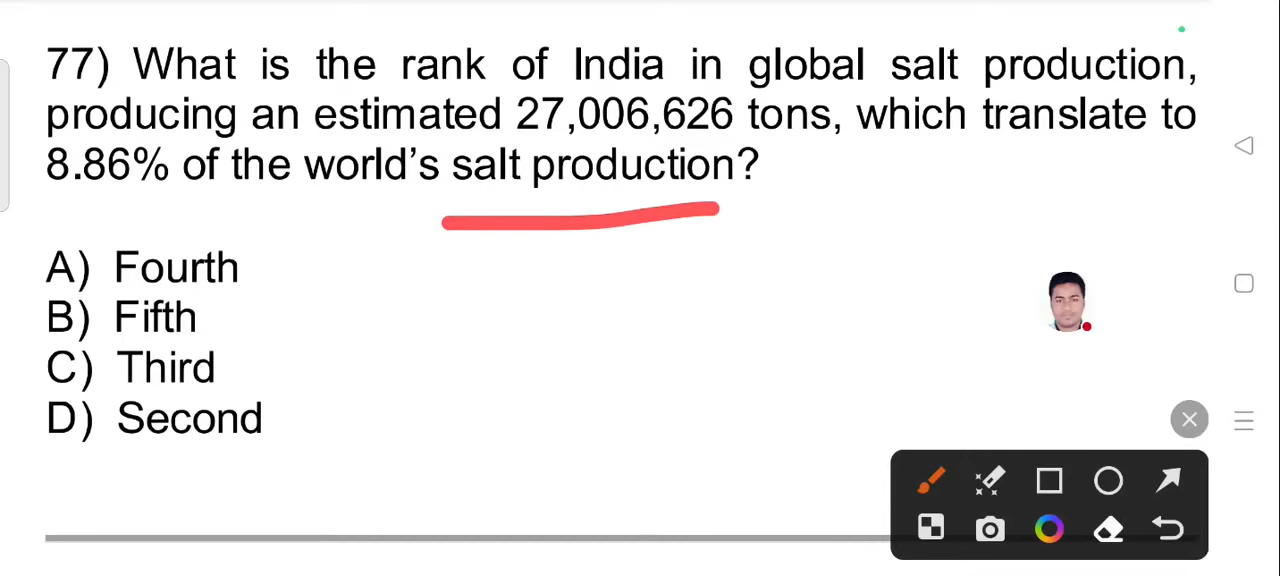 77) What is the rank of India in global salt production,
producing an estimated 27,006,626 tons, which translate to
8.86% of the world’s salt production?
A) Fourth
B) Fifth
C) Third
D) Second